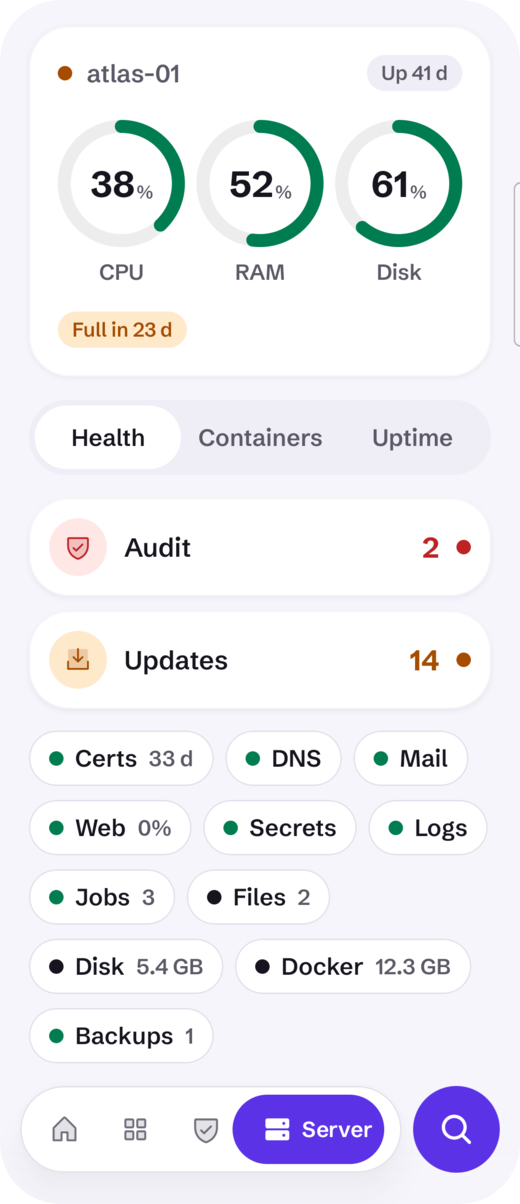 atlas-01 Up 41 d
38% 52% 61%
CPU RAM Disk
Full in 23 d
Health Containers Uptime
Audit 2
Updates 14
Certs 33 d DNS Mail
Web 0% Secrets Logs
Jobs 3 Files 2
Disk 5.4 GB Docker 12.3 GB
Backups 1
Server